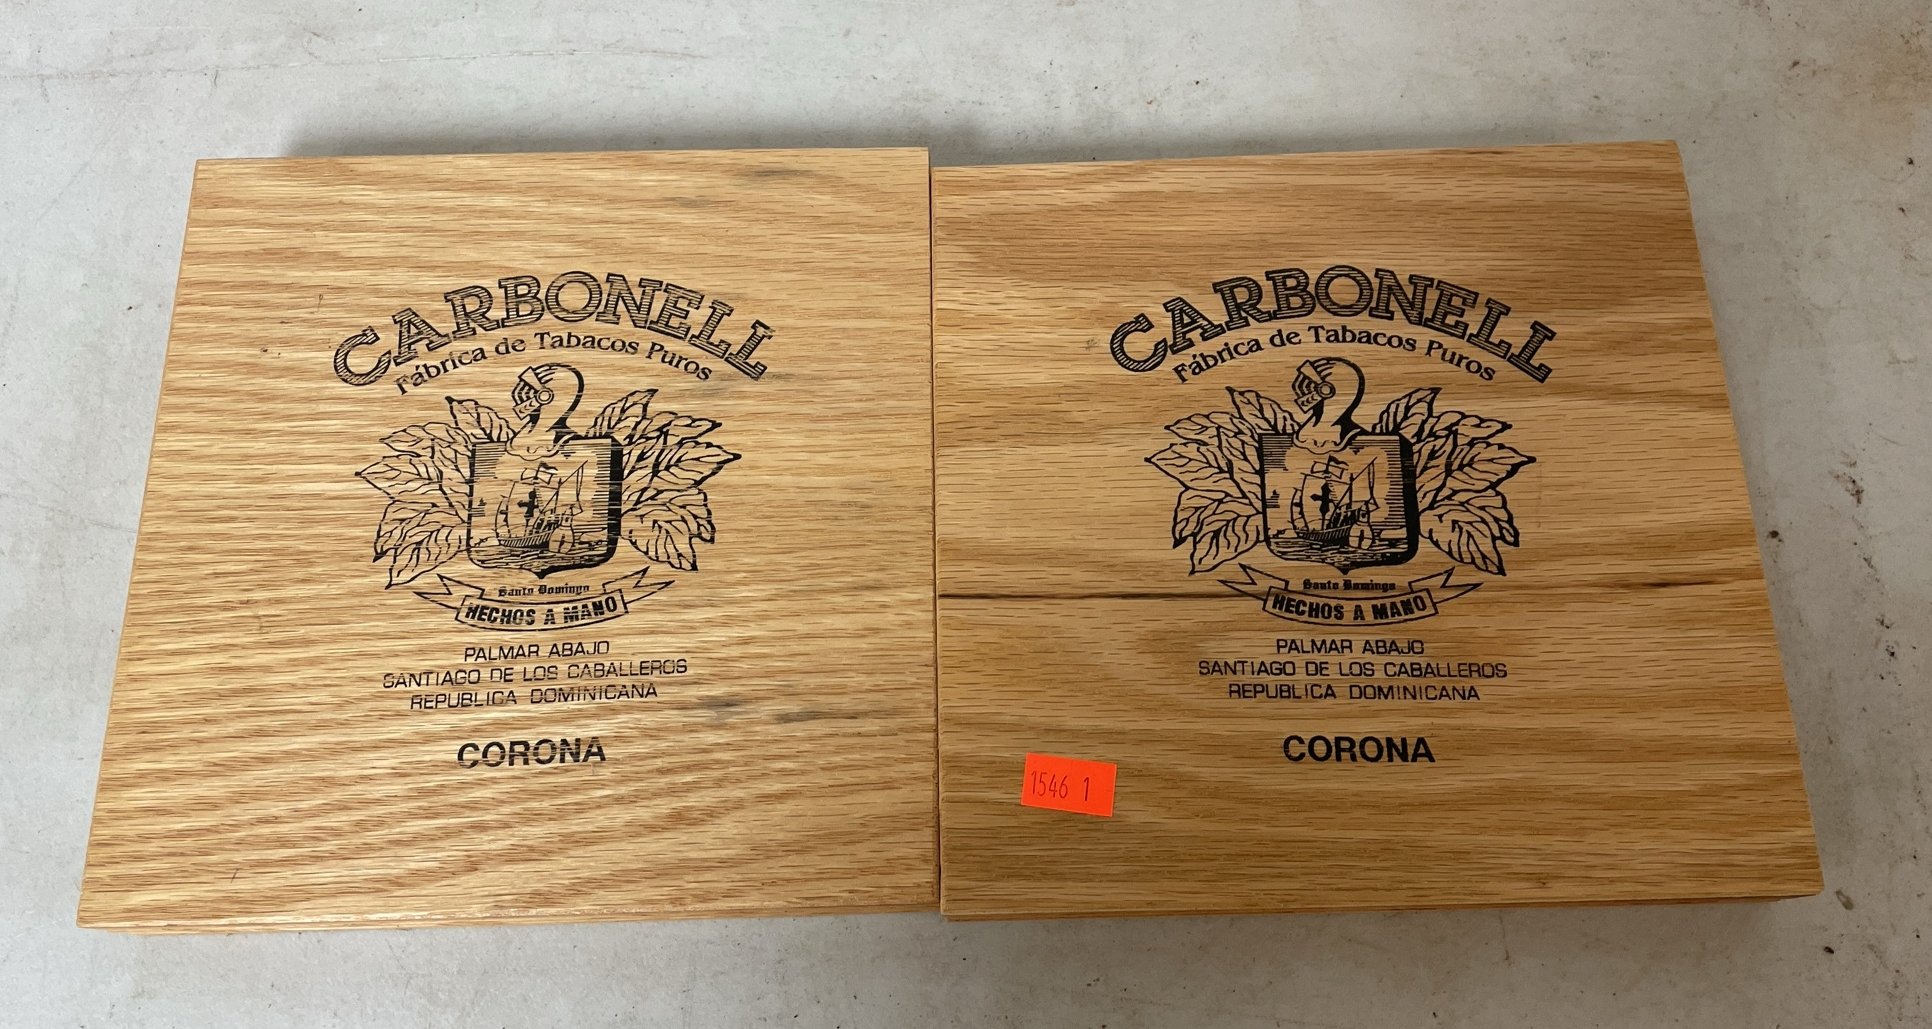 CARBONELL
Fábrica de Tabacos Puros
Santo Domingo
HECHOS A MANO
PALMAR ABAJO
SANTIAGO DE LOS CABALLEROS
REPUBLICA DOMINICANA
CORONA
CARBONELL
Fábrica de Tabacos Puros
Santo Domingo
HECHOS A MANO
PALMAR ABAJO
SANTIAGO DE LOS CABALLEROS
REPUBLICA DOMINICANA
CORONA
1546 1